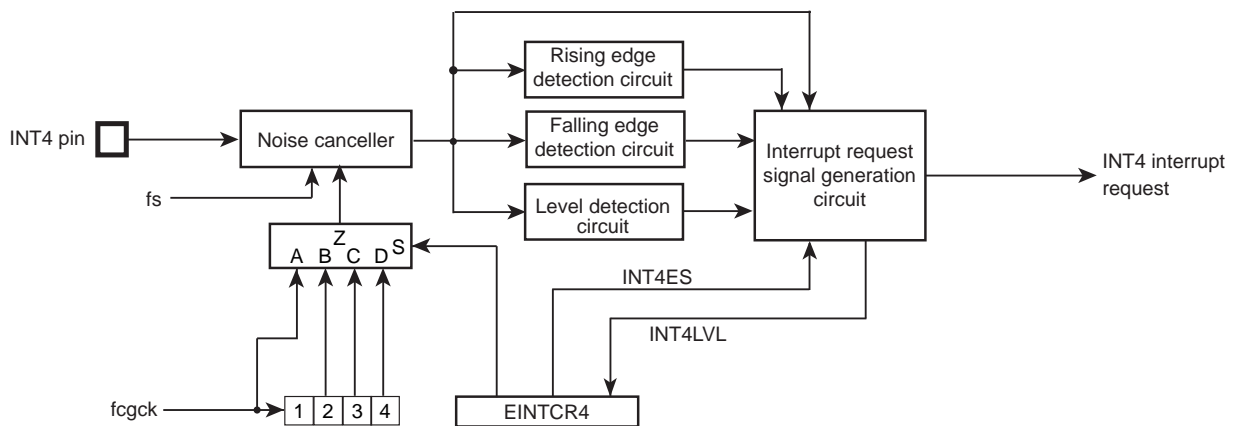 Rising edge
detection circuit
INT4 pin
Noise canceller
Falling edge
detection circuit
Interrupt request
signal generation
circuit
INT4 interrupt
request
fs
Level detection
circuit
Z
A B C D S
INT4ES
INT4LVL
fcgck
1 2 3 4
EINTCR4